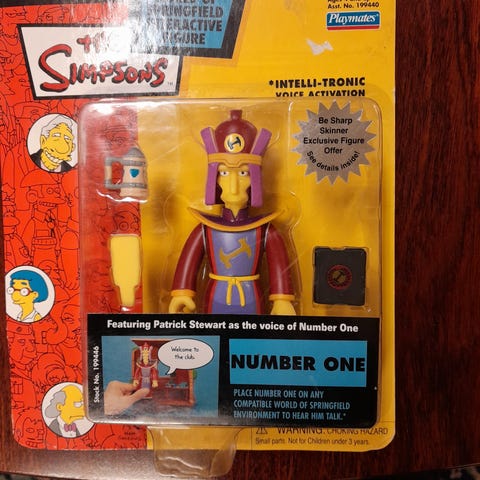 SPRINGFIELD
FIGURE
Asst. No. 199440
Playmates
THE
SIMPSONS
*INTELLI-TRONIC
VOICE ACTIVATION
Be Sharp
Skinner
Exclusive Figure
Offer
See details inside!
Featuring Patrick Stewart as the voice of Number One
Stock No. 199446
Welcome to
the club.
NUMBER ONE
PLACE NUMBER ONE ON ANY
COMPATIBLE WORLD OF SPRINGFIELD
ENVIRONMENT TO HEAR HIM TALK.*
WARNING: CHOKING HAZARD
Small parts. Not for Children under 3 years.